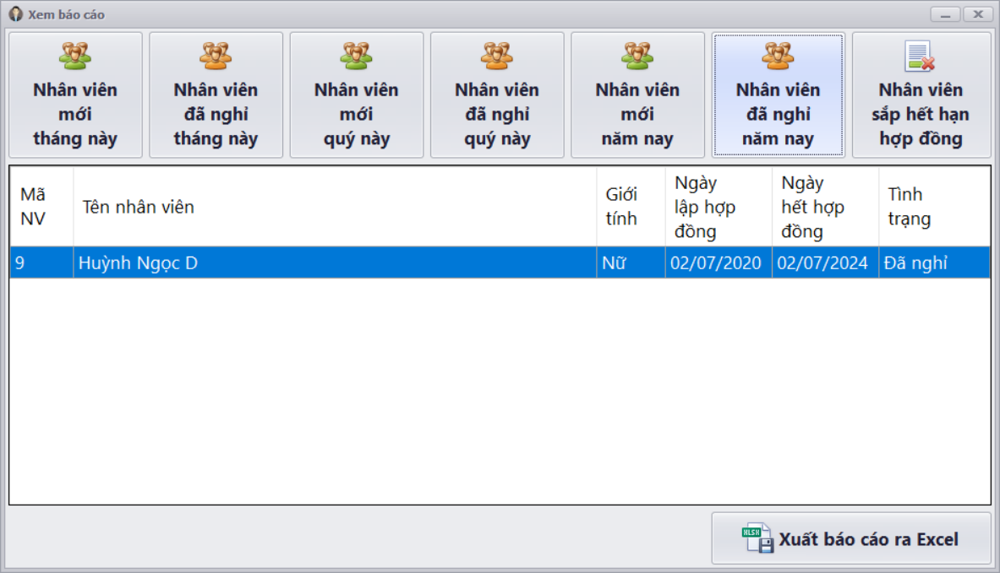 Xem báo cáo
Nhân viên
mới
tháng này
Nhân viên
đã nghỉ
tháng này
Nhân viên
mới
quý này
Nhân viên
đã nghỉ
quý này
Nhân viên
mới
năm nay
Nhân viên
đã nghỉ
năm nay
Nhân viên
sắp hết hạn
hợp đồng
Mã
NV
Tên nhân viên
Giới
tính
Ngày
lập hợp
đồng
Ngày
hết hợp
đồng
Tình
trạng
9 Huỳnh Ngọc D Nữ 02/07/2020 02/07/2024 Đã nghỉ
XLSX
Xuất báo cáo ra Excel